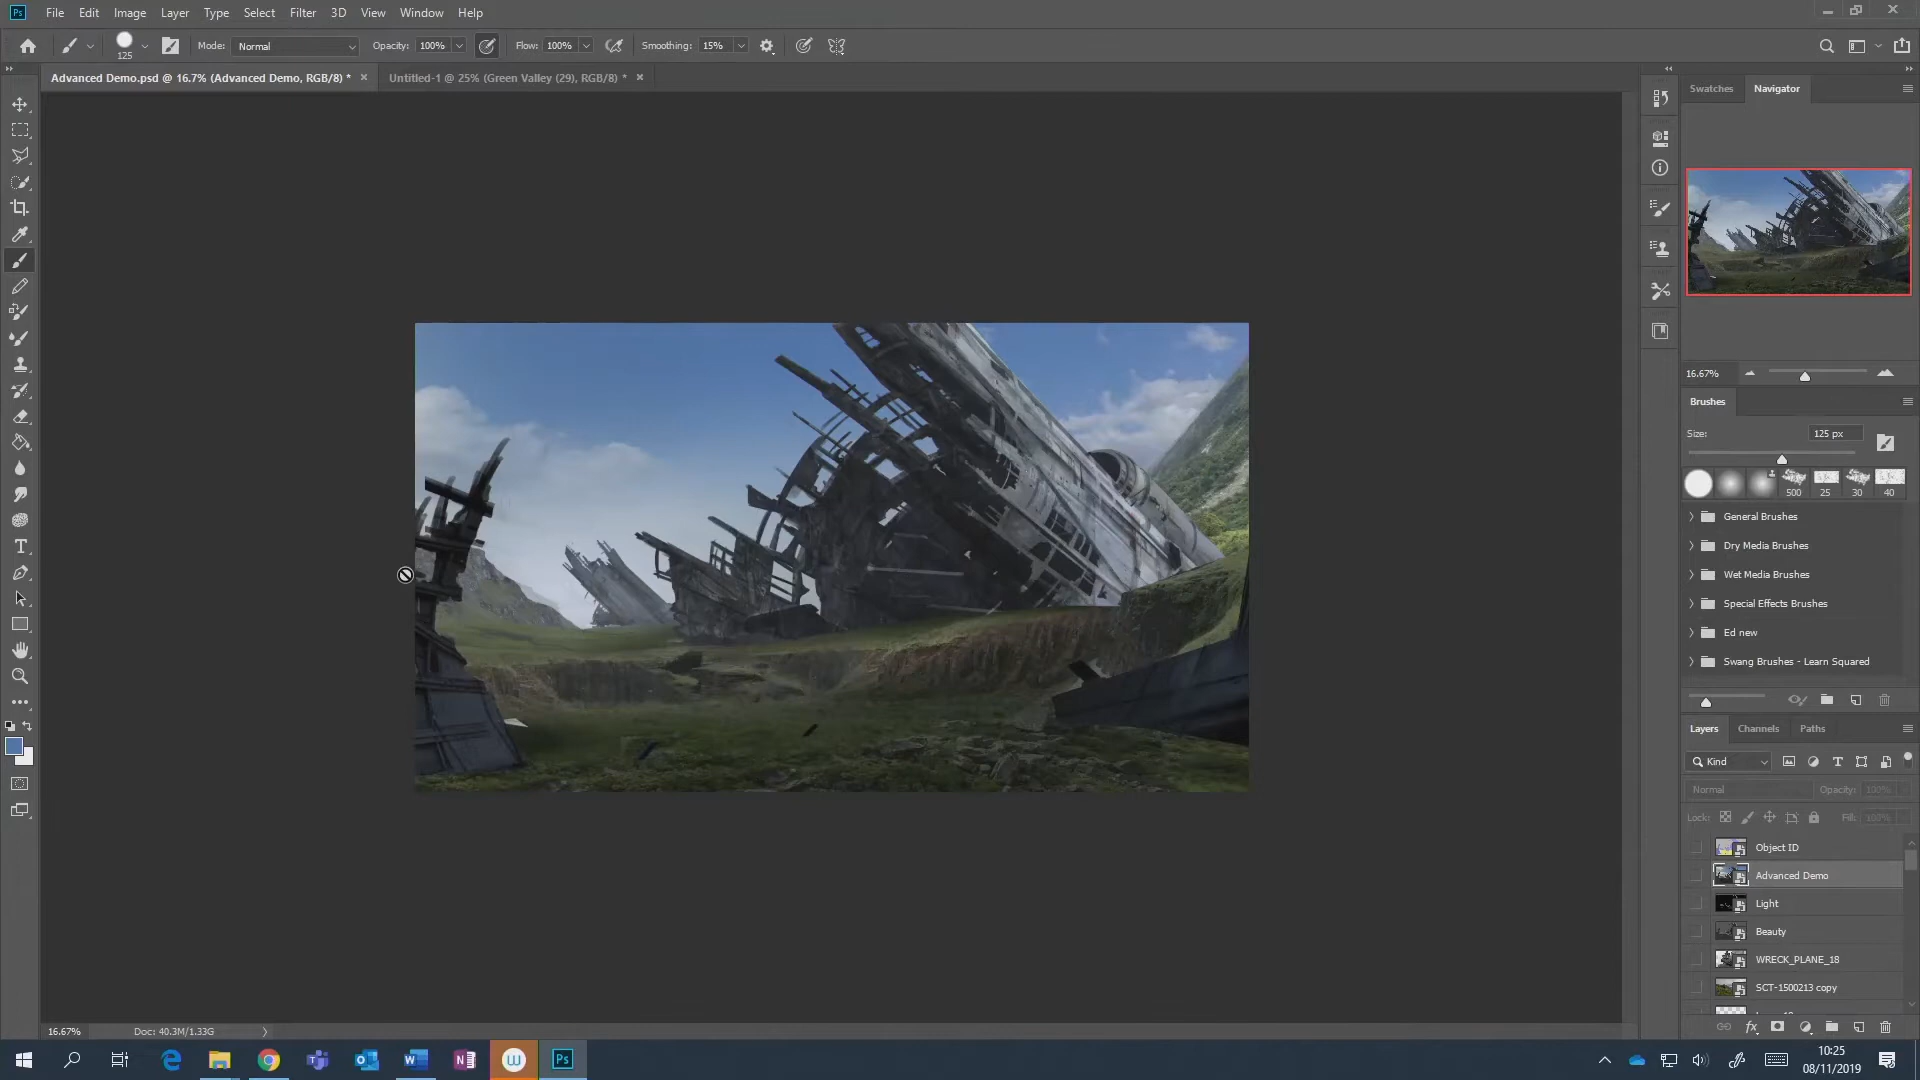 Ps File Edit Image Layer Type Select Filter 3D View Window Help
125 Mode: Normal Opacity: 100% Flow: 100% Smoothing: 15%
Advanced Demo.psd @ 16.7% (Advanced Demo, RGB/8) * × Untitled-1 @ 25% (Green Valley (29), RGB/8) * ×
Swatches Navigator
16.67%
Brushes
Size: 125 px
500 25 30 40
General Brushes
Dry Media Brushes
Wet Media Brushes
Special Effects Brushes
Ed new
Swang Brushes - Learn Squared
Layers Channels Paths
Kind
Normal Opacity: 100%
Lock: Fill: 100%
Object ID
Advanced Demo
Light
Beauty
WRECK_PLANE_18
SCT-1500213 copy
16.67% Doc: 40.3M/1.33G
10:25
08/11/2019